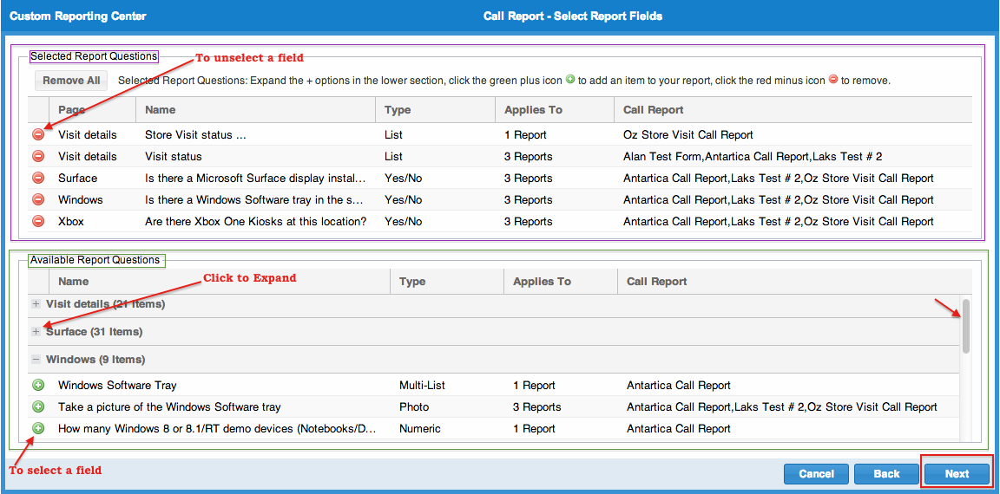 Custom Reporting Center Call Report - Select Report Fields
Selected Report Questions
To unselect a field
Remove All Selected Report Questions: Expand the + options in the lower section, click the green plus icon to add an item to your report, click the red minus icon to remove.
Page Name Type Applies To Call Report
Visit details Store Visit status ... List 1 Report Oz Store Visit Call Report
Visit details Visit status List 3 Reports Alan Test Form,Antartica Call Report,Laks Test # 2
Surface Is there a Microsoft Surface display instal... Yes/No 3 Reports Antartica Call Report,Laks Test # 2,Oz Store Visit Call Report
Windows Is there a Windows Software tray in the s... Yes/No 3 Reports Antartica Call Report,Laks Test # 2,Oz Store Visit Call Report
Xbox Are there Xbox One Kiosks at this location? Yes/No 3 Reports Antartica Call Report,Laks Test # 2,Oz Store Visit Call Report
Available Report Questions
Click to Expand
Name Type Applies To Call Report
Visit details (21 Items)
Surface (31 Items)
Windows (9 Items)
Windows Software Tray Multi-List 1 Report Antartica Call Report
Take a picture of the Windows Software tray Photo 3 Reports Antartica Call Report,Laks Test # 2,Oz Store Visit Call Report
How many Windows 8 or 8.1/RT demo devices (Notebooks/D... Numeric 1 Report Antartica Call Report
To select a field
Cancel Back Next